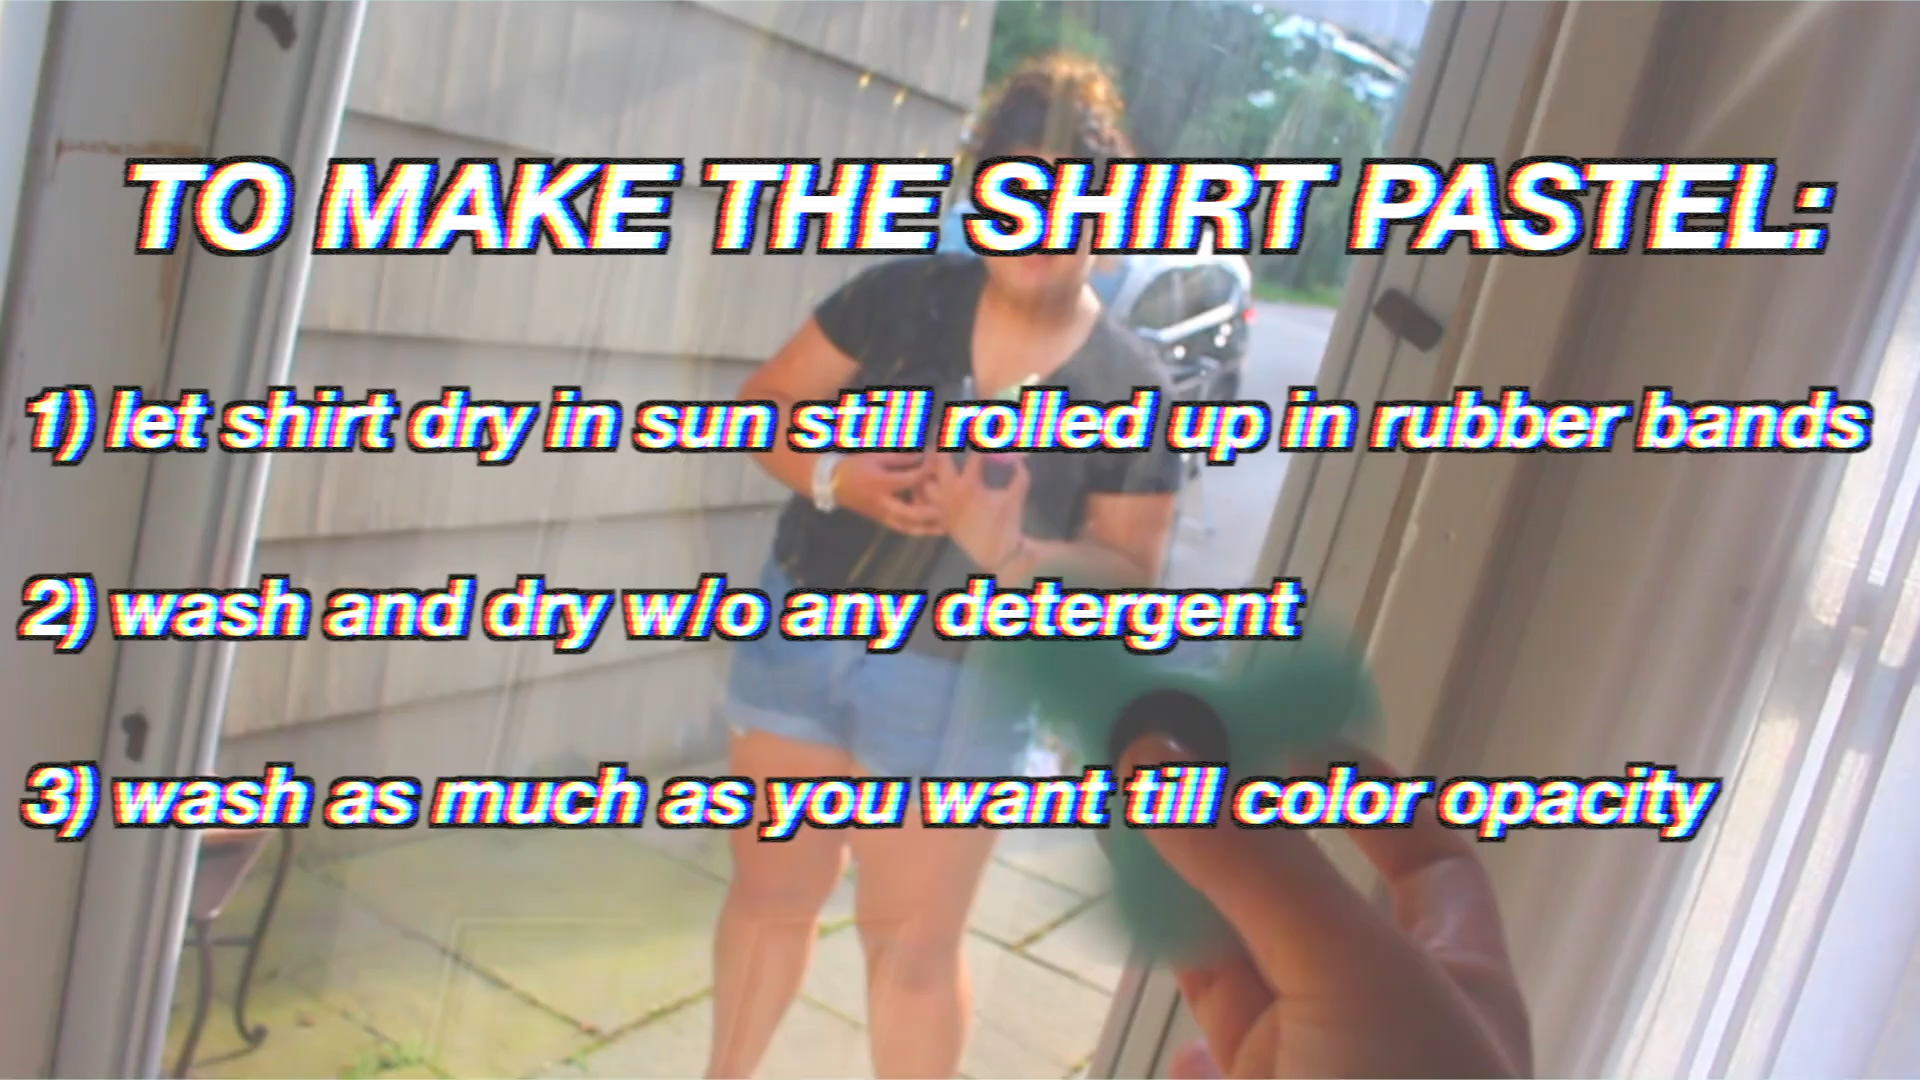 TO MAKE THE SHIRT PASTEL:
1) let shirt dry in sun still rolled up in rubber bands
2) wash and dry w/o any detergent
3) wash as much as you want till color opacity